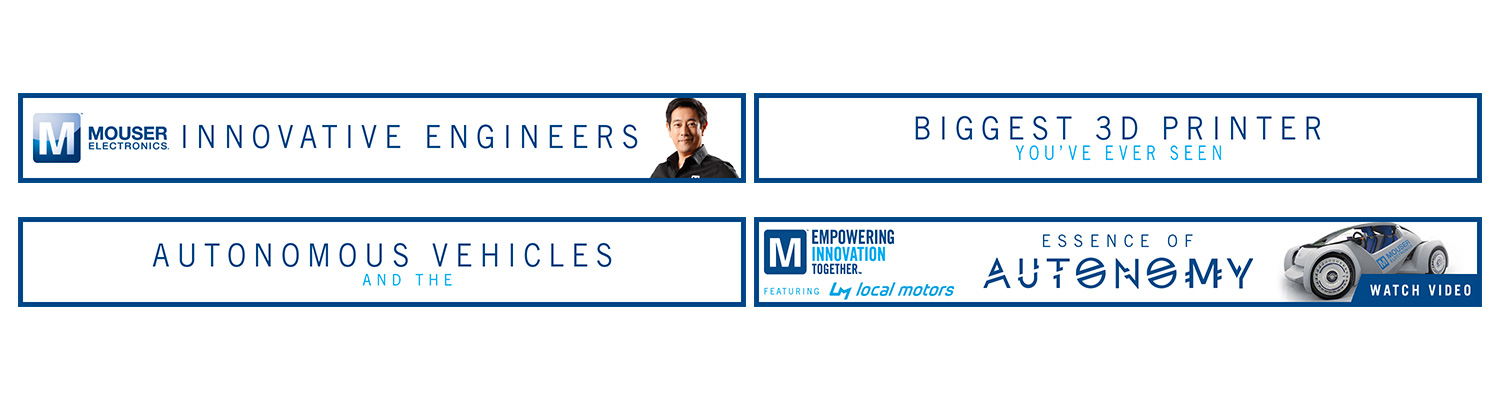 M MOUSER ELECTRONICS.
INNOVATIVE ENGINEERS
BIGGEST 3D PRINTER
YOU'VE EVER SEEN
AUTONOMOUS VEHICLES
AND THE
M EMPOWERING
INNOVATION
TOGETHER™
FEATURING LM local motors
ESSENCE OF
AUTONOMY
M MOUSER
WATCH VIDEO